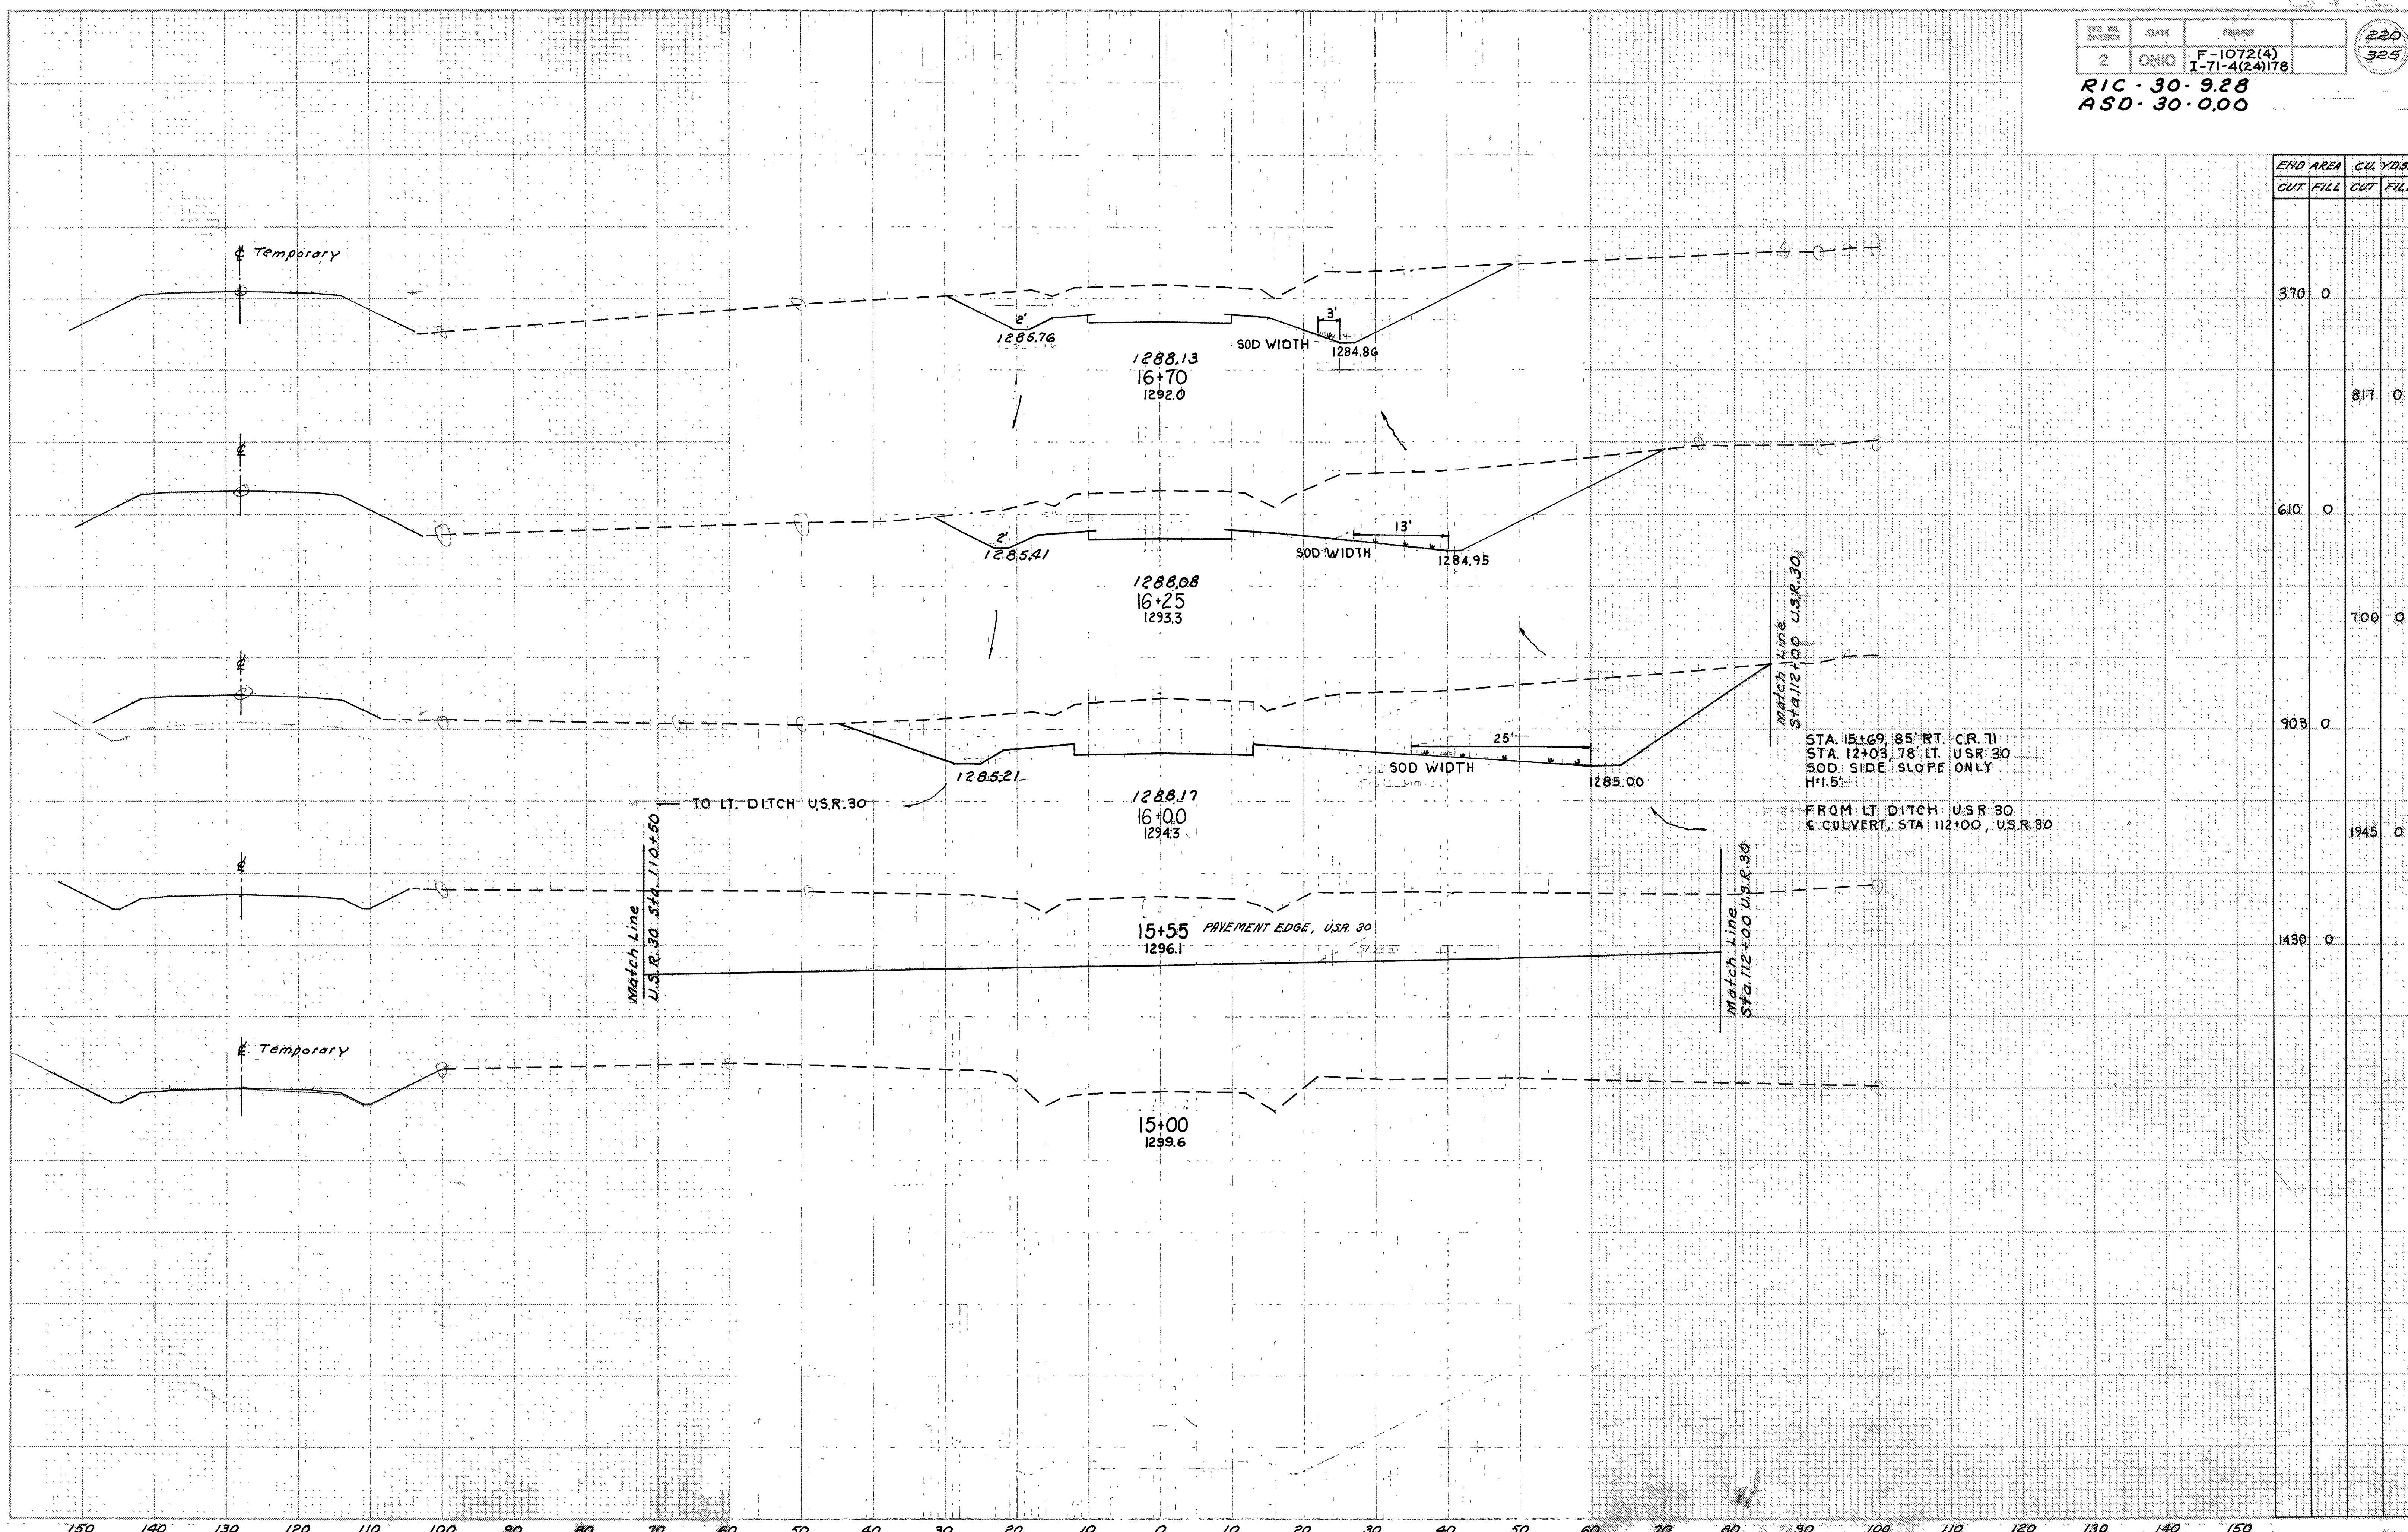 FED. RD. DIVISION STATE PROJECT
2 OHIO F-1072(4)
I-71-4(24)178
220
325
RIC - 30 - 9.28
ASD - 30 - 0.00
END AREA CU. YDS.
CUT FILL CUT FILL
℄ Temporary
370 0
2'
1285.76
3'
SOD WIDTH
1284.86
1288.13
16+70
1292.0
817 0
℄
610 0
2'
1285.41
13'
SOD WIDTH
1284.95
1288.08
16+25
1293.3
700 0
Match Line
Sta. 112+00 U.S.R. 30
℄
903 0
25'
SOD WIDTH
1285.21
1285.00
STA. 15+69, 85' RT. C.R. 71
STA. 12+03, 78' LT. USR 30
SOD SIDE SLOPE ONLY
H=1.5'
TO LT. DITCH U.S.R. 30
1288.17
16+00
1294.3
FROM LT DITCH USR 30
℄ CULVERT, STA 112+00, U.S.R. 30
1945 0
℄
Match Line
U.S.R. 30 Sta. 110+50
15+55 PAVEMENT EDGE, U.S.R. 30
1296.1
Match Line
Sta. 112+00 U.S.R. 30
1430 0
℄ Temporary
15+00
1299.6
150 140 130 120 110 100 90 80 70 60 50 40 30 20 10 0 10 20 30 40 50 60 70 80 90 100 110 120 130 140 150